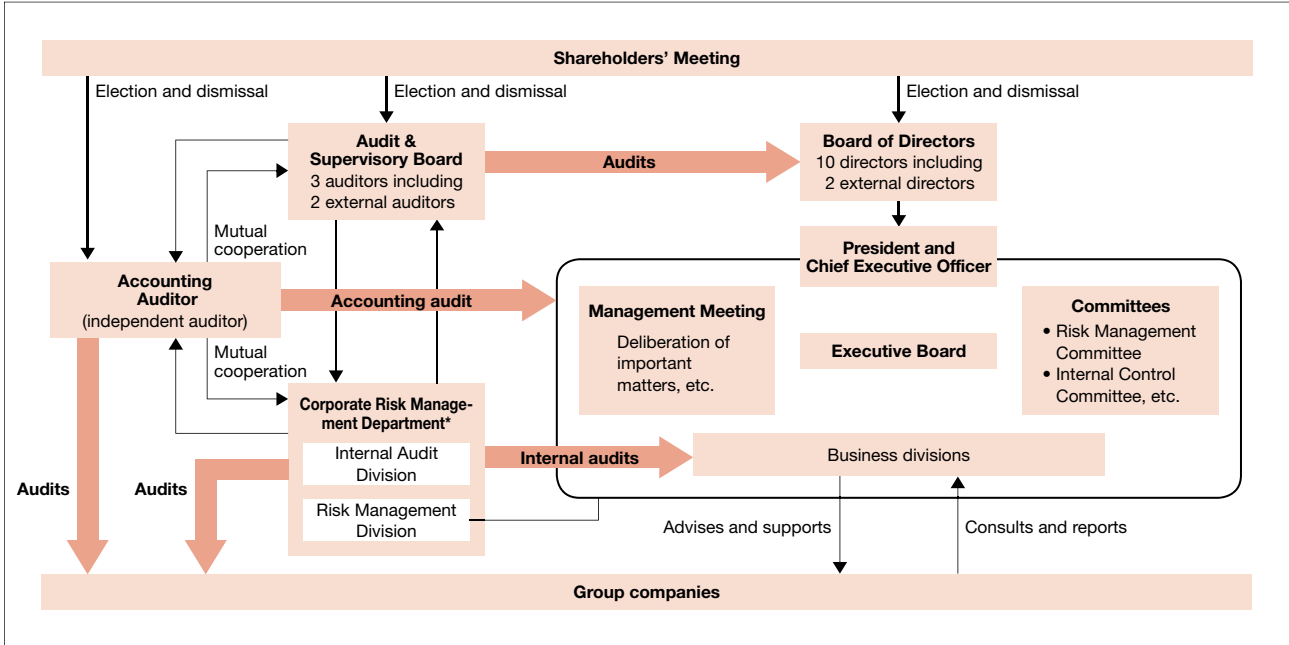 Shareholders' Meeting
Election and dismissal
Election and dismissal
Election and dismissal
Audit &
Supervisory Board
3 auditors including
2 external auditors
Audits
Board of Directors
10 directors including
2 external directors
Mutual
cooperation
President and
Chief Executive Officer
Accounting
Auditor
(independent auditor)
Accounting audit
Management Meeting
Deliberation of
important
matters, etc.
Executive Board
Committees
• Risk Management
Committee
• Internal Control
Committee, etc.
Mutual
cooperation
Corporate Risk Manage-
ment Department*
Internal Audit
Division
Internal audits
Business divisions
Audits
Audits
Risk Management
Division
Advises and supports
Consults and reports
Group companies